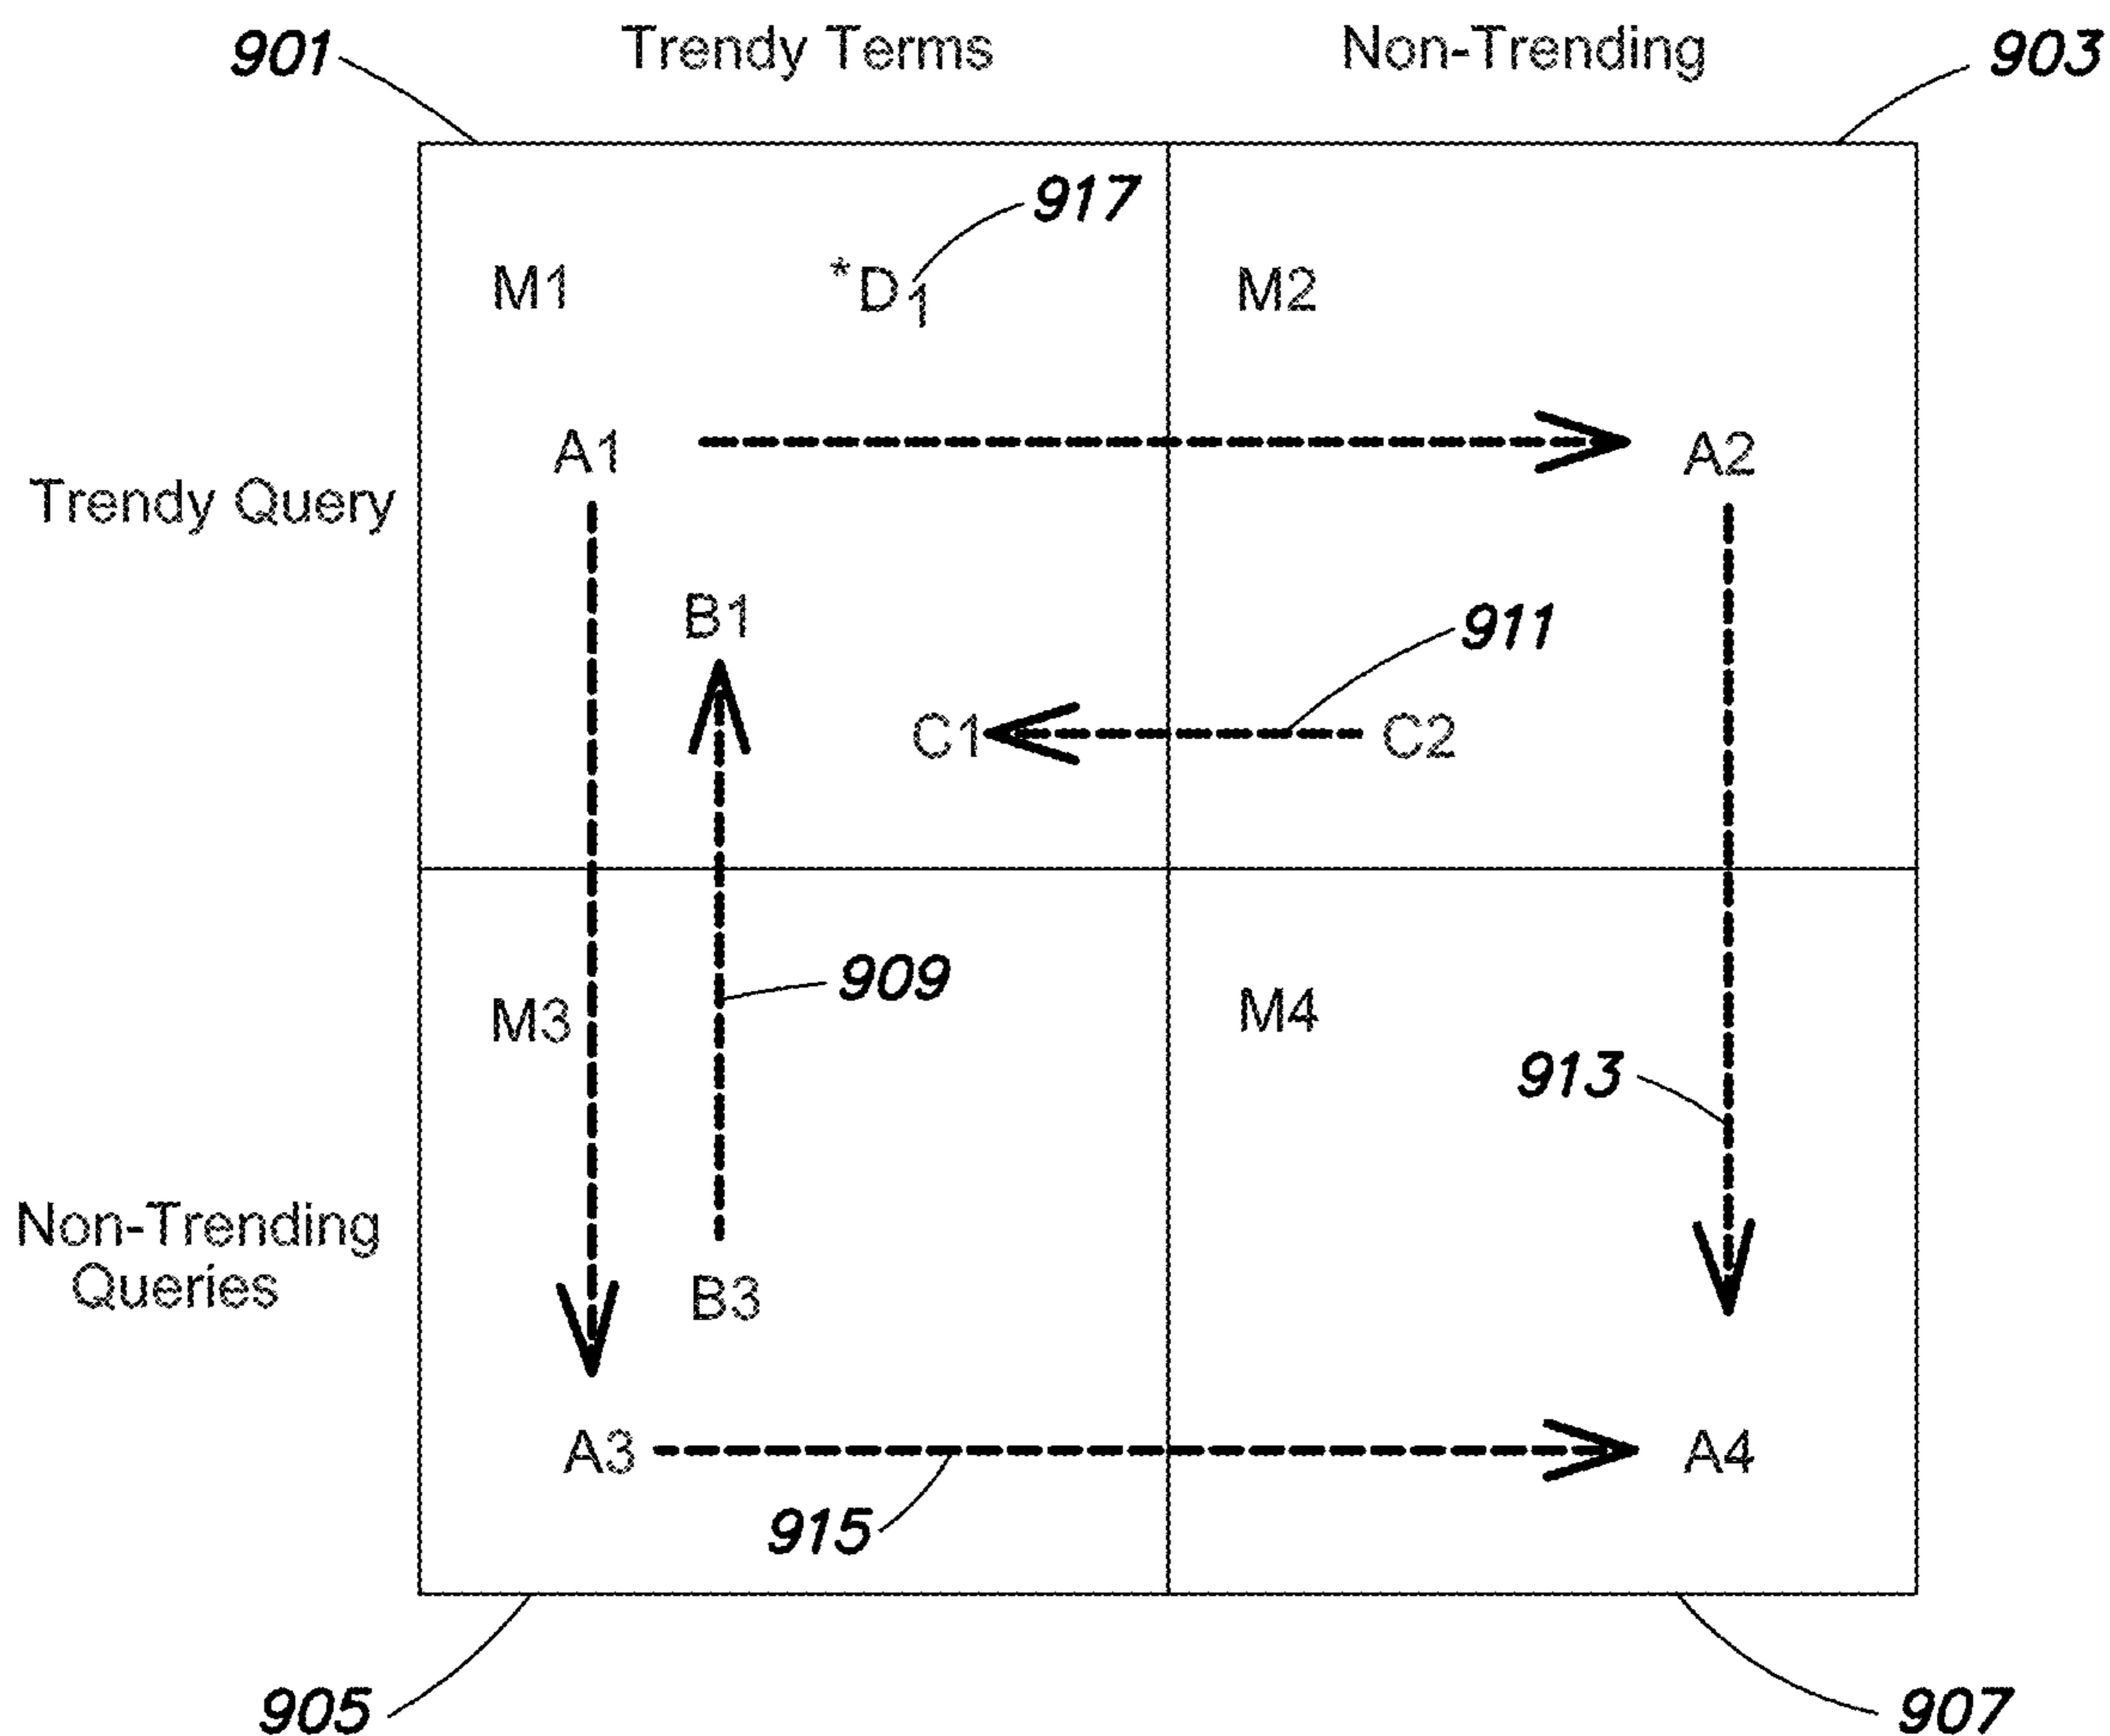 901 Trendy Terms Non-Trending 903
917
M1 *D1 M2
A1 A2
Trendy Query
B1 911
C1 C2
909
M3 M4
913
Non-Trending
Queries
B3
A3 A4
915
905 907